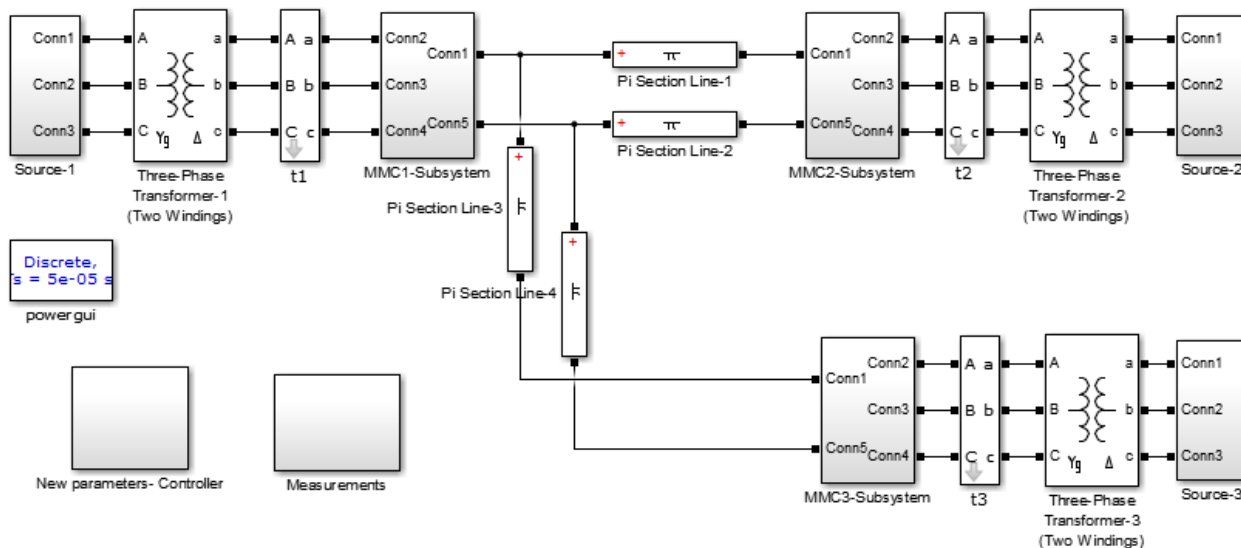 Conn1
Conn2
Conn3
Source-1
A
B
C
a
b
c
Yg
Δ
Three-Phase
Transformer-1
(Two Windings)
A a
B b
C c
t1
Conn2
Conn1
Conn3
Conn5
Conn4
MMC1-Subsystem
+ π
Pi Section Line-1
+ π
Pi Section Line-2
+ π
Pi Section Line-3
+ π
Pi Section Line-4
Conn2
Conn1
Conn3
Conn5
Conn4
MMC2-Subsystem
A a
B b
C c
t2
A
B
C
a
b
c
Yg
Δ
Three-Phase
Transformer-2
(Two Windings)
Conn1
Conn2
Conn3
Source-2
Discrete,
s = 5e-05 s
powergui
New parameters- Controller
Measurements
Conn2
Conn1
Conn3
Conn5
Conn4
MMC3-Subsystem
A a
B b
C c
t3
A
B
C
a
b
c
Yg
Δ
Three-Phase
Transformer-3
(Two Windings)
Conn1
Conn2
Conn3
Source-3